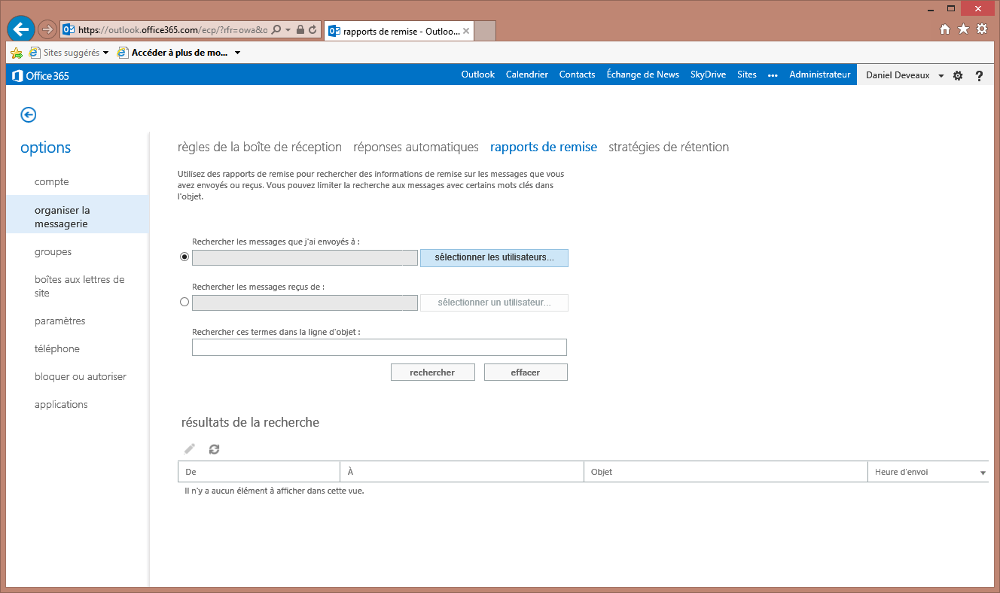 https://outlook.office365.com/ecp/?rfr=owa&o
rapports de remise - Outloo...
Sites suggérés
Accéder à plus de mo...
Office 365
Outlook Calendrier Contacts Échange de News SkyDrive Sites ••• Administrateur Daniel Deveaux ?
options
compte
organiser la
messagerie
groupes
boîtes aux lettres de
site
paramètres
téléphone
bloquer ou autoriser
applications
règles de la boîte de réception réponses automatiques rapports de remise stratégies de rétention
Utilisez des rapports de remise pour rechercher des informations de remise sur les messages que vous
avez envoyés ou reçus. Vous pouvez limiter la recherche aux messages avec certains mots clés dans
l'objet.
Rechercher les messages que j'ai envoyés à :
sélectionner les utilisateurs...
Rechercher les messages reçus de :
sélectionner un utilisateur...
Rechercher ces termes dans la ligne d'objet :
rechercher effacer
résultats de la recherche
De À Objet Heure d'envoi
Il n'y a aucun élément à afficher dans cette vue.